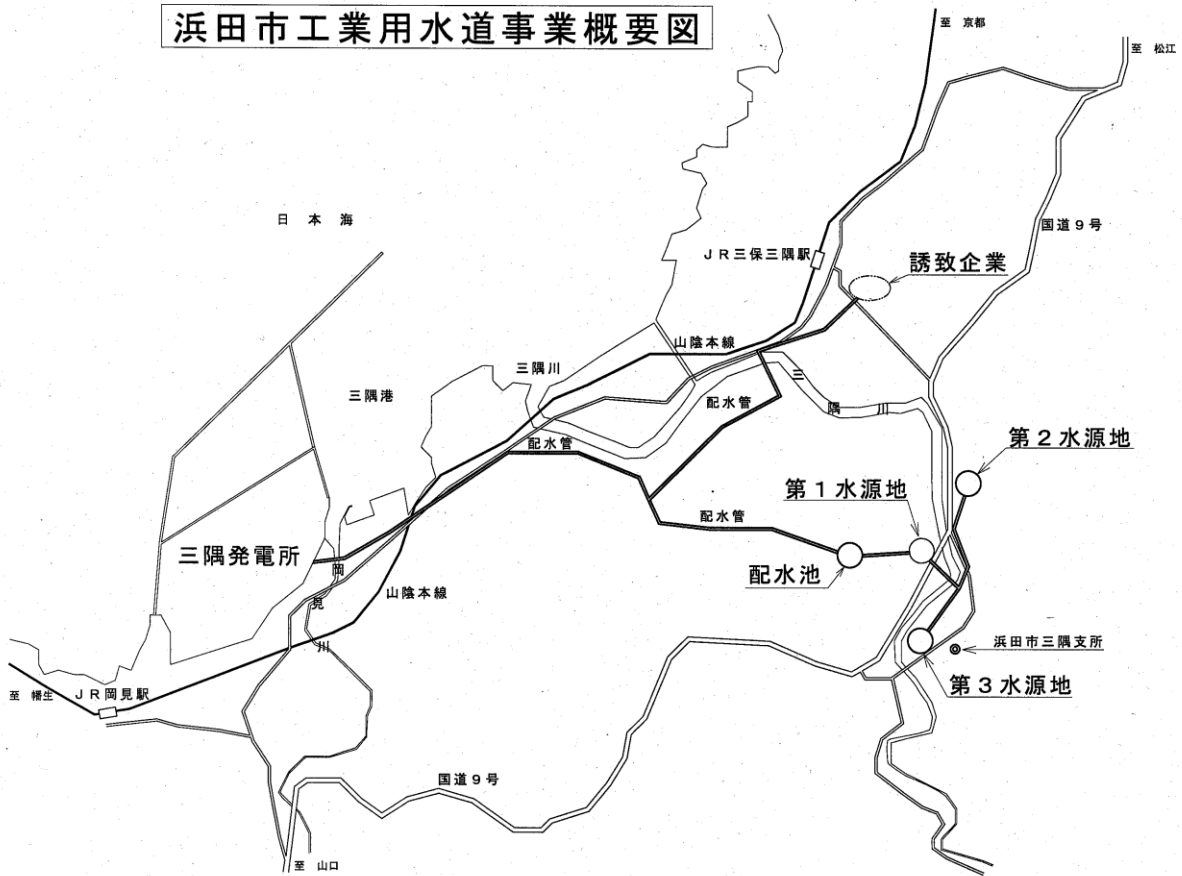 浜田市工業用水道事業概要図
至 京都
至 松江
日 本 海
国道９号
ＪＲ三保三隅駅
誘致企業
山陰本線
三隅川
三隅港
三隅川
配水管
配水管
第２水源地
第１水源地
配水管
三隅発電所
配水池
岡見川
山陰本線
浜田市三隅支所
第３水源地
至 幡生
ＪＲ岡見駅
国道９号
至 山口